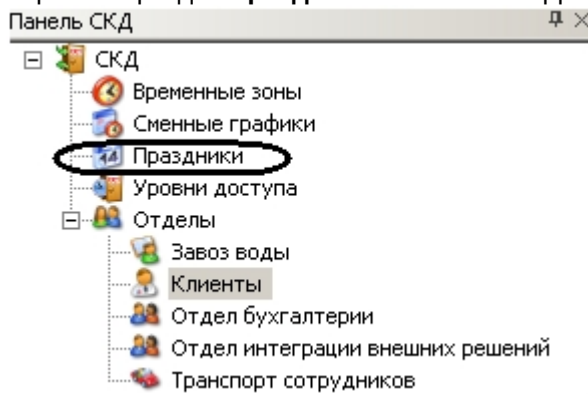 Панель СКД
СКД
Временные зоны
Сменные графики
Праздники
Уровни доступа
Отделы
Завоз воды
Клиенты
Отдел бухгалтерии
Отдел интеграции внешних решений
Транспорт сотрудников